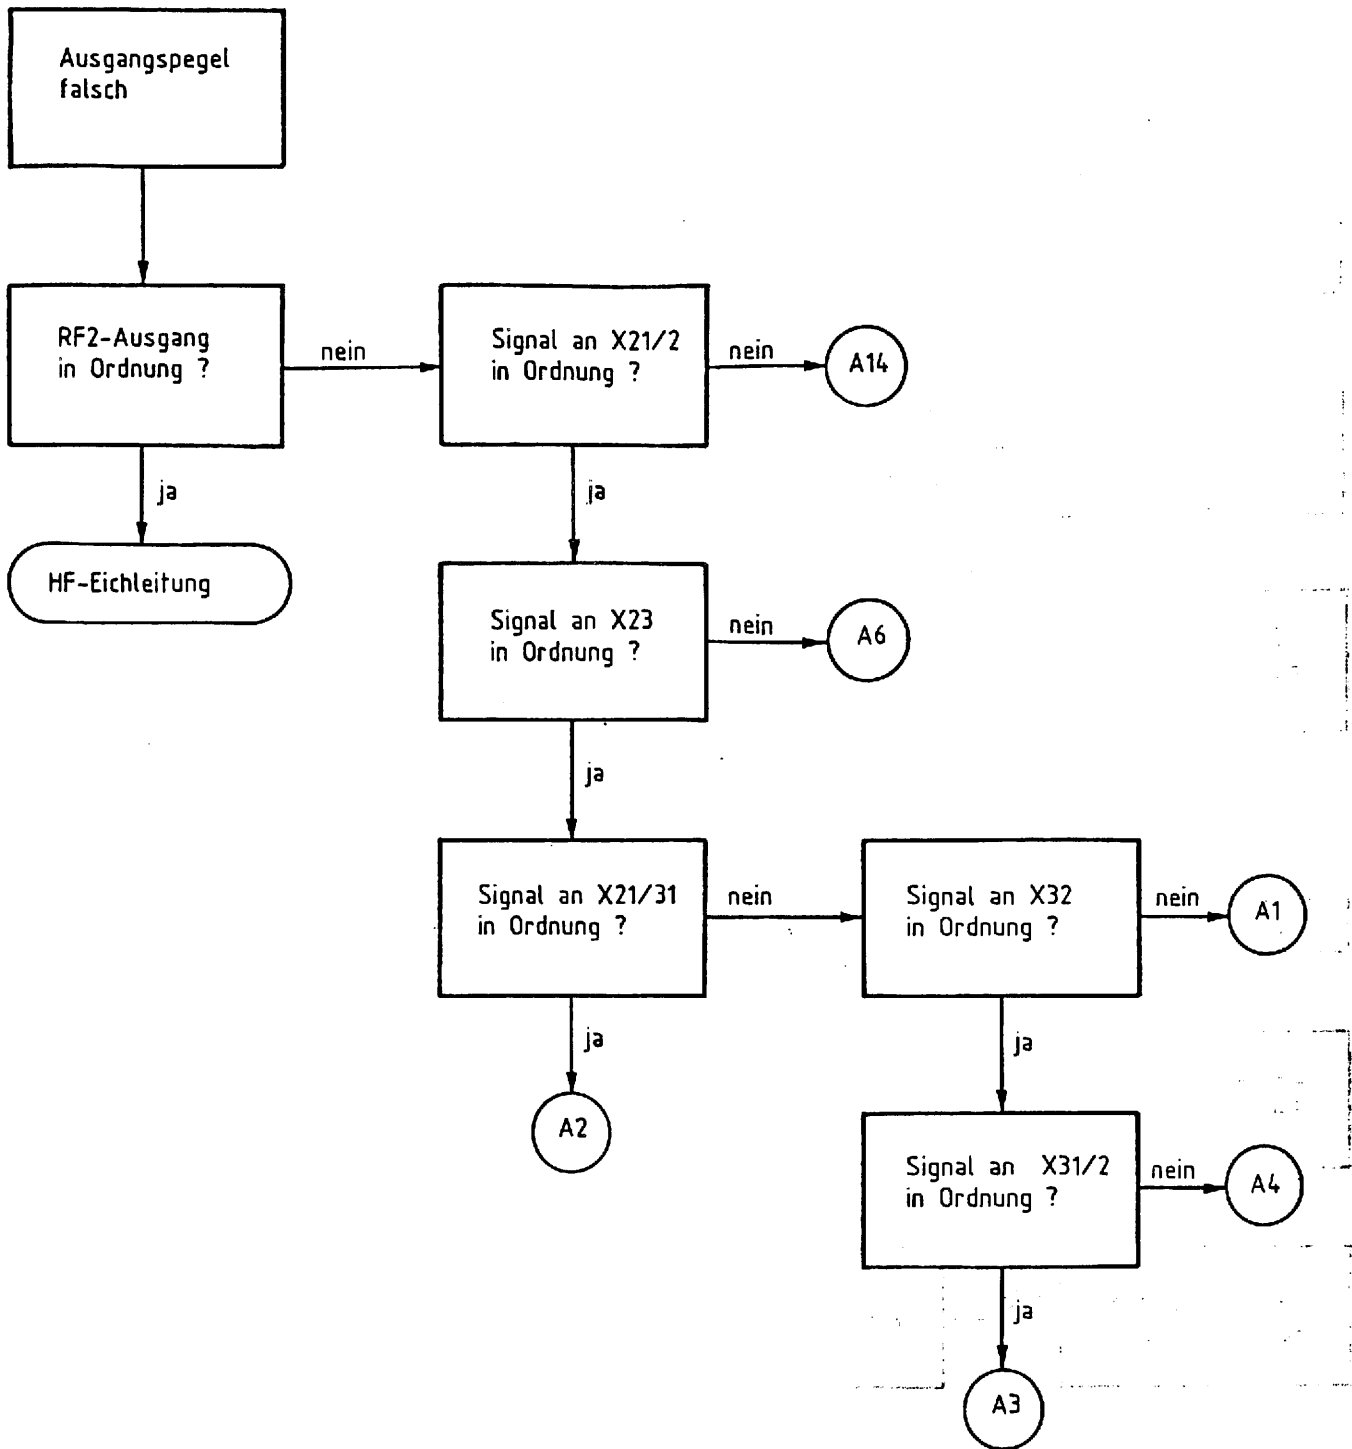 Ausgangspegel
falsch
RF2-Ausgang
in Ordnung ?
nein
Signal an X21/2
in Ordnung ?
nein
A14
ja
HF-Eichleitung
ja
Signal an X23
in Ordnung ?
nein
A6
ja
Signal an X21/31
in Ordnung ?
nein
Signal an X32
in Ordnung ?
nein
A1
ja
A2
ja
Signal an X31/2
in Ordnung ?
nein
A4
ja
A3